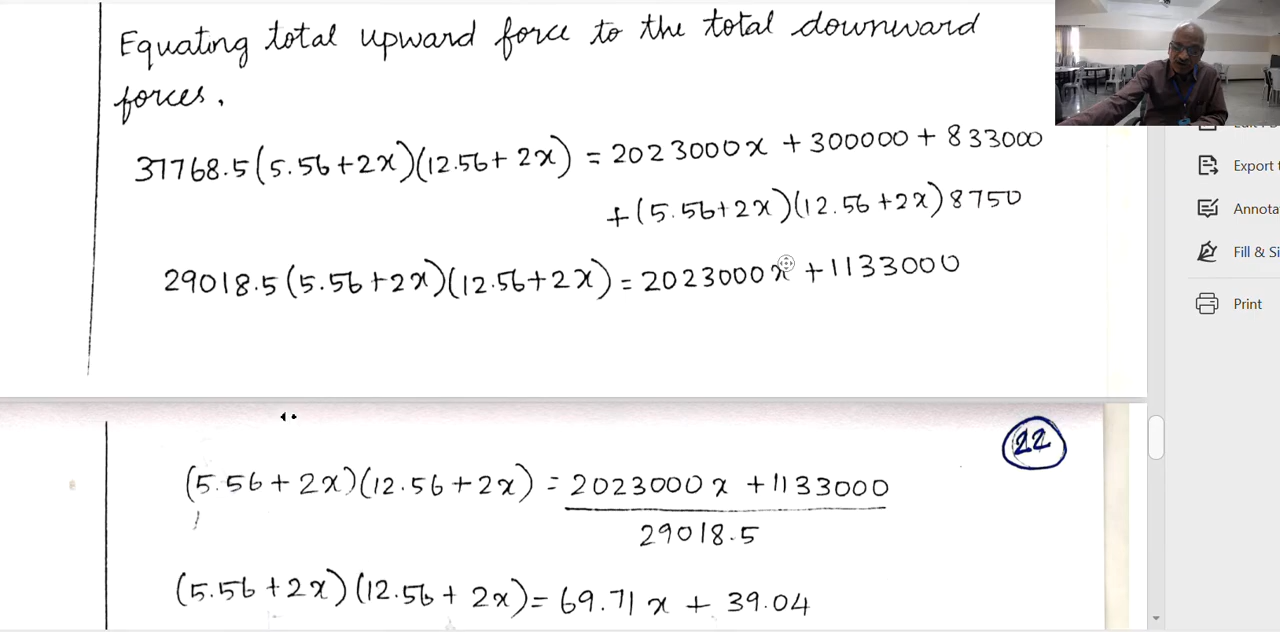 Equating total upward force to the total downward
forces.
37768.5(5.56+2x)(12.56+2x) = 2023000x + 300000 + 833000
+(5.56+2x)(12.56+2x)8750
29018.5(5.56+2x)(12.56+2x) = 2023000x + 1133000
22
(5.56+2x)(12.56+2x) = 2023000x + 1133000
29018.5
(5.56+2x)(12.56+2x) = 69.71x + 39.04
Export t
Annota
Fill & Si
Print